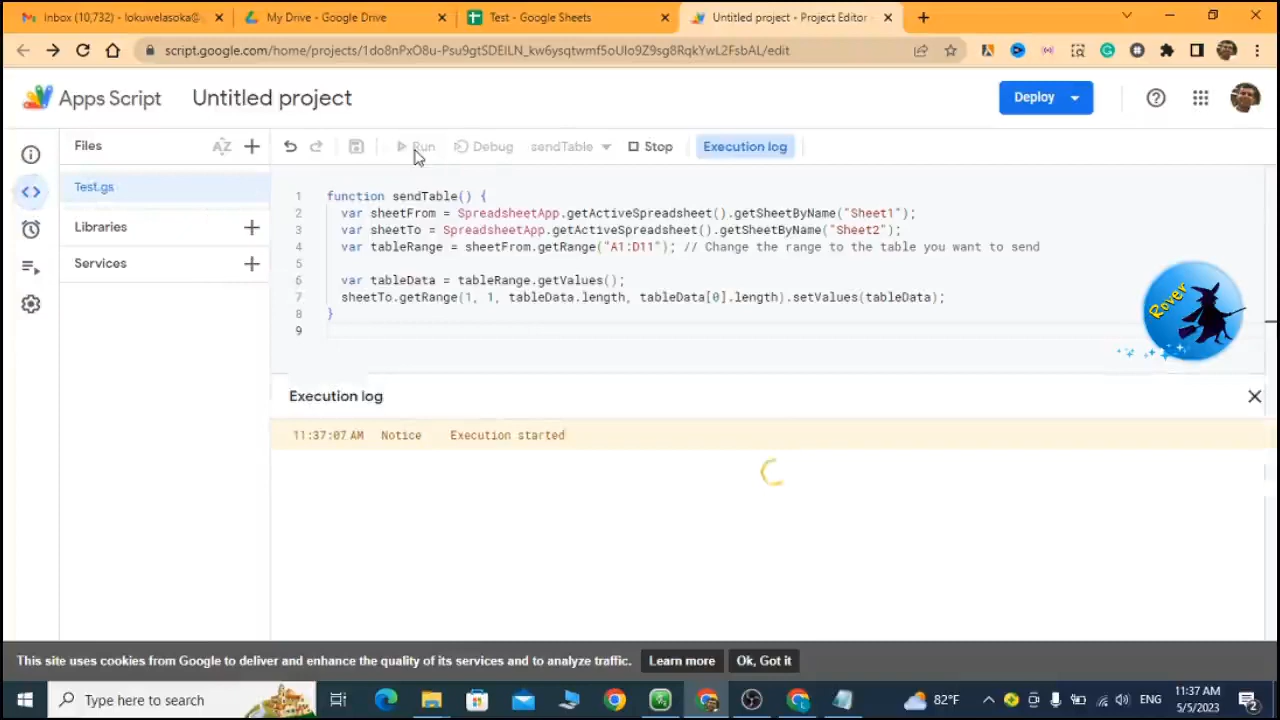 Inbox (10,732) - lokuwelasoka@
My Drive - Google Drive
Test - Google Sheets
Untitled project - Project Editor -
script.google.com/home/projects/1do8nPxO8u-Psu9gtSDEILN_kw6ysqtwmf5oUIo9Z9sg8RqkYwL2FsbAL/edit
Apps Script
Untitled project
Deploy
Files
AZ
Run
Debug
sendTable
Stop
Execution log
Test.gs
Libraries
Services
1 function sendTable() {
2 var sheetFrom = SpreadsheetApp.getActiveSpreadsheet().getSheetByName("Sheet1");
3 var sheetTo = SpreadsheetApp.getActiveSpreadsheet().getSheetByName("Sheet2");
4 var tableRange = sheetFrom.getRange("A1:D11"); // Change the range to the table you want to send
5
6 var tableData = tableRange.getValues();
7 sheetTo.getRange(1, 1, tableData.length, tableData[0].length).setValues(tableData);
8 }
9
Rover
Execution log
11:37:07 AM Notice Execution started
This site uses cookies from Google to deliver and enhance the quality of its services and to analyze traffic.
Learn more
Ok, Got it
Type here to search
82°F
ENG
11:37 AM
5/5/2023
2